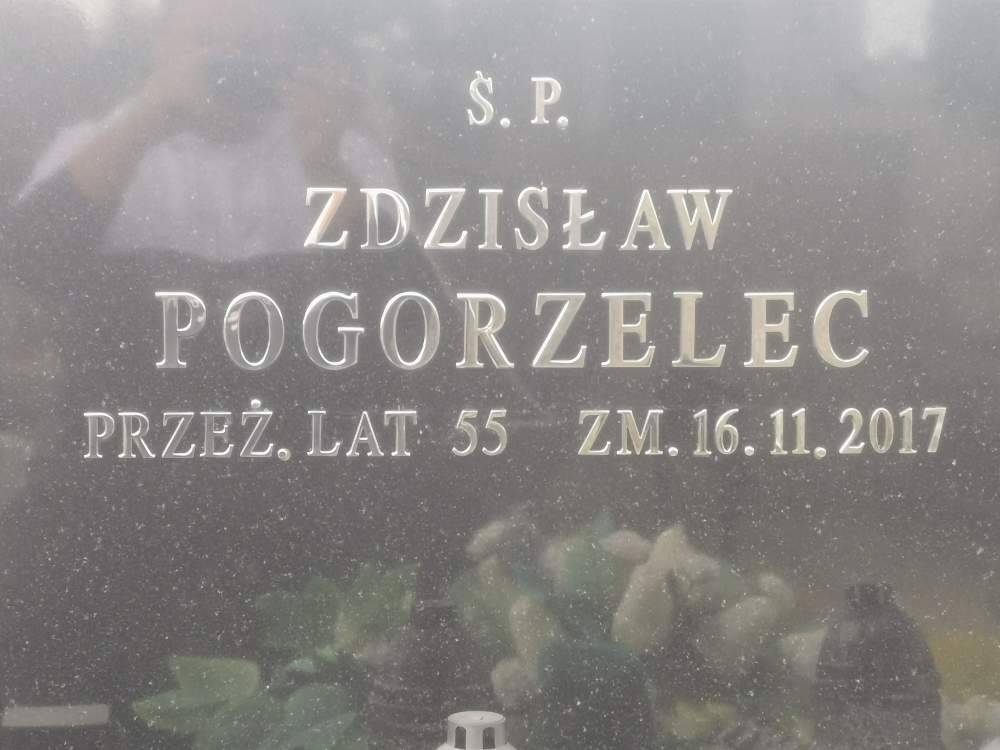 Ś. P.
ZDZISŁAW
POGORZELEC
PRZEŻ. LAT 55 ZM. 16. 11. 2017